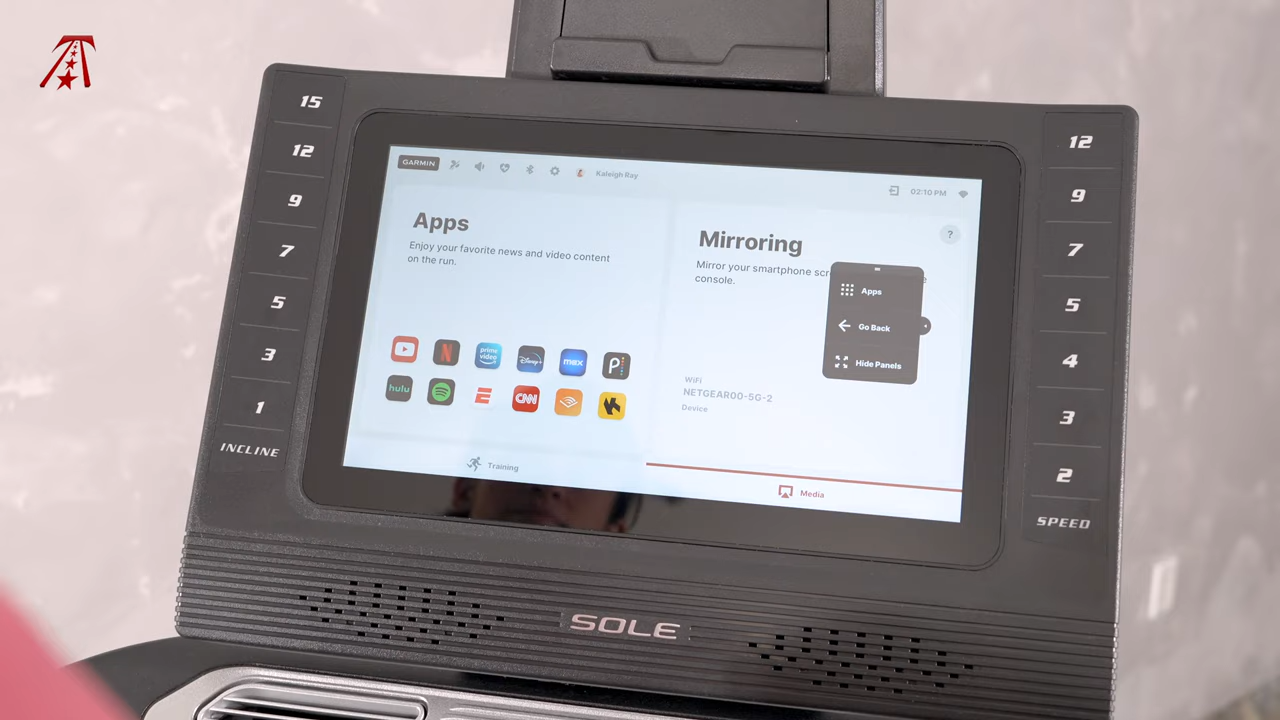 15
12
9
7
5
3
1
INCLINE
GARMIN
Kaleigh Ray
02:10 PM
Apps
Enjoy your favorite news and video content
on the run.
prime
video
Disney+
max
P
hulu
E
CNN
Training
Mirroring
?
Mirror your smartphone scr
e
console.
Apps
Go Back
Hide Panels
WiFi
NETGEAR00-5G-2
Device
Media
12
9
7
5
4
3
2
SPEED
SOLE